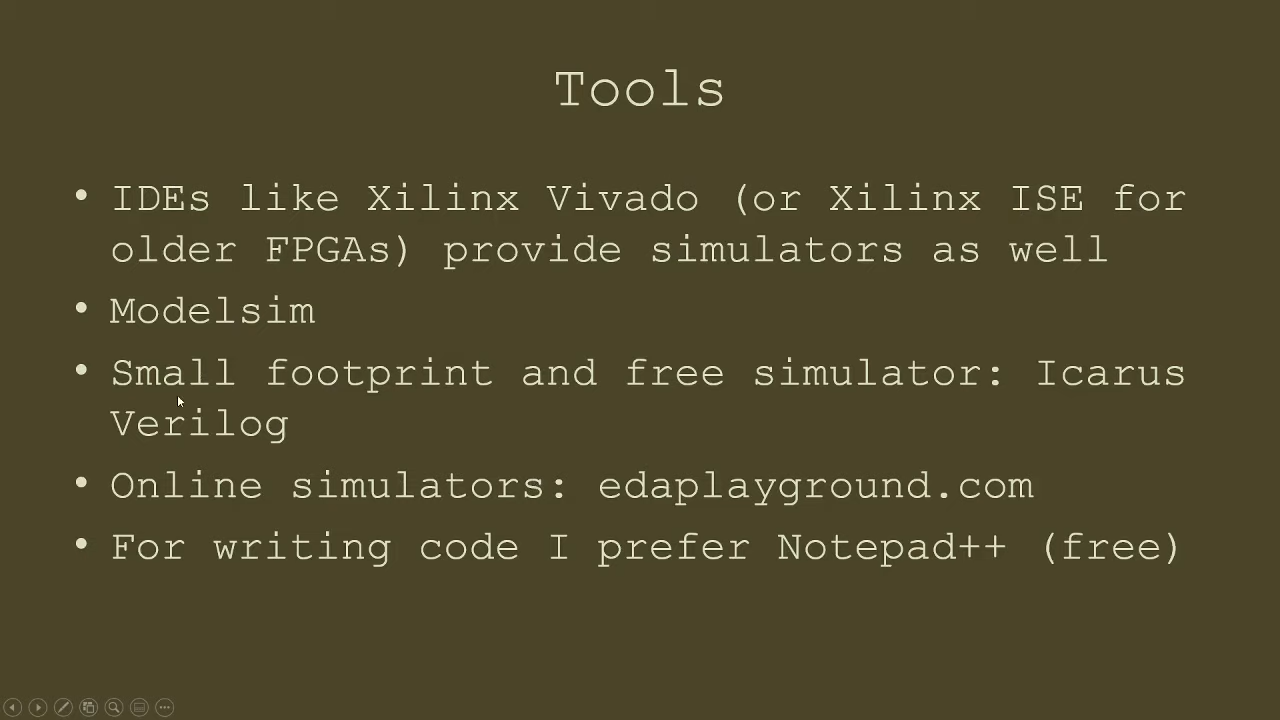 Tools
• IDEs like Xilinx Vivado (or Xilinx ISE for
older FPGAs) provide simulators as well
• Modelsim
• Small footprint and free simulator: Icarus
Verilog
• Online simulators: edaplayground.com
• For writing code I prefer Notepad++ (free)